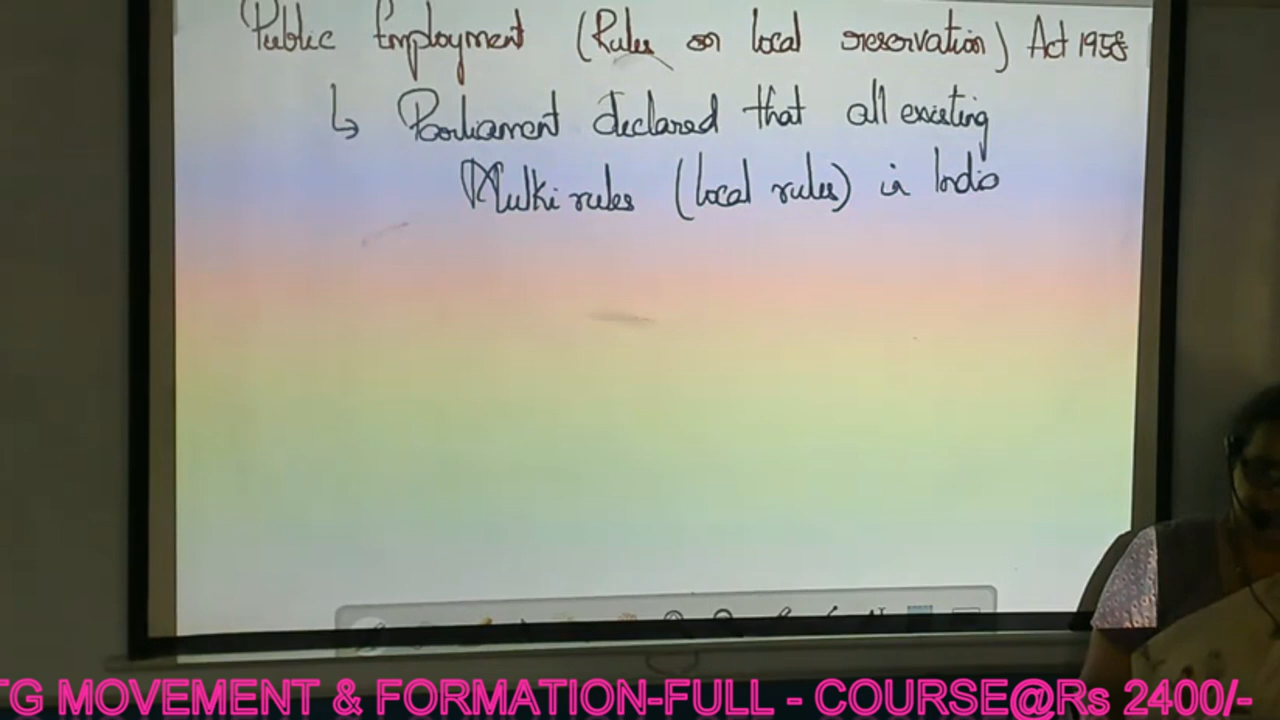 Public Employment (Rules on local reservation) Act 1958
↳ Parliament declared that all existing
Mulki rules (local rules) in India
TG MOVEMENT & FORMATION-FULL - COURSE@Rs 2400/-